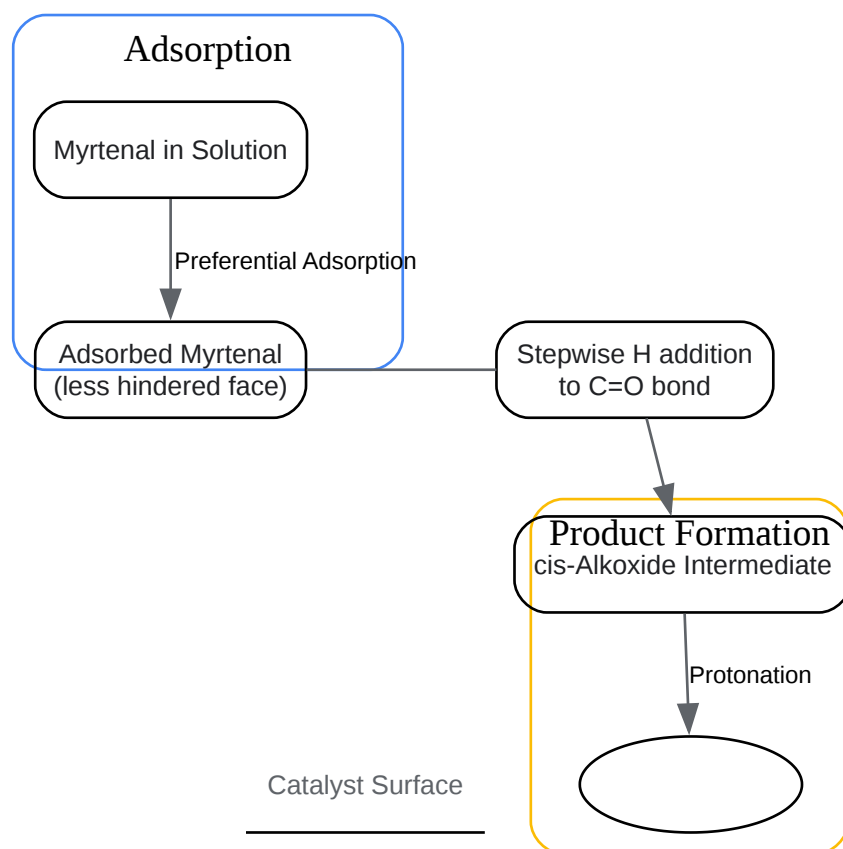 Adsorption
Myrtenal in Solution
Preferential Adsorption
Adsorbed Myrtenal
(less hindered face)
Stepwise H addition
to C=O bond
Product Formation
cis-Alkoxide Intermediate
Protonation
Catalyst Surface